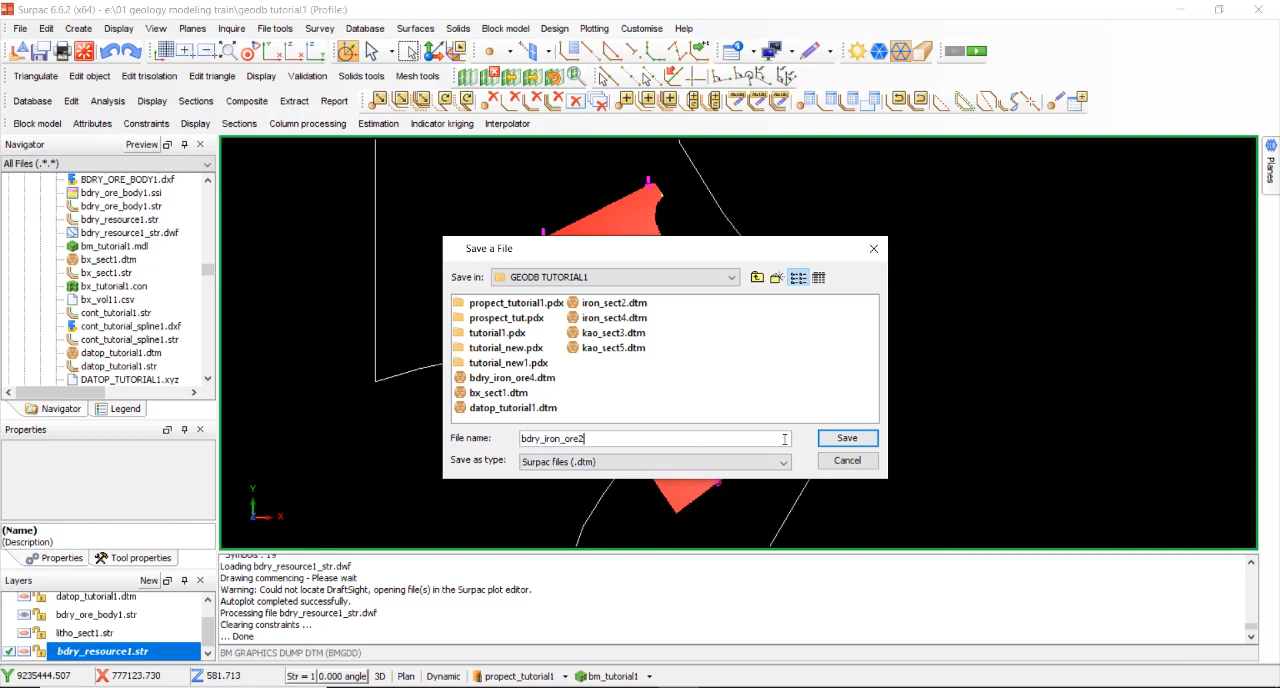 Surpac 6.6.2 (x64) - e:\01 geology modeling train\geodb tutorial1 (Profile:)
File Edit Create Display View Planes Inquire File tools Survey Database Surfaces Solids Block model Design Plotting Customise Help
Triangulate Edit object Edit trisolation Edit triangle Display Validation Solids tools Mesh tools
Database Edit Analysis Display Sections Composite Extract Report
Block model Attributes Constraints Display Sections Column processing Estimation Indicator kriging Interpolator
Navigator Preview
All Files (.*.*)
BDRY_ORE_BODY1.dxf
bdry_ore_body1.ssi
bdry_ore_body1.str
bdry_resource1.str
bdry_resource1_str.dwf
bm_tutorial1.mdl
bx_sect1.dtm
bx_sect1.str
bx_tutorial1.con
bx_vol11.csv
cont_tutorial1.str
cont_tutorial_spline1.dxf
cont_tutorial_spline1.str
datop_tutorial1.dtm
datop_tutorial1.str
DATOP_TUTORIAL1.xyz
Navigator Legend
Properties
(Name)
(Description)
Properties Tool properties
Layers New
datop_tutorial1.dtm
bdry_ore_body1.str
litho_sect1.str
bdry_resource1.str
Planes
Save a File
Save in: GEODB TUTORIAL1
propect_tutorial1.pdx iron_sect2.dtm
prospect_tut.pdx iron_sect4.dtm
tutorial1.pdx kao_sect3.dtm
tutorial_new.pdx kao_sect5.dtm
tutorial_new1.pdx
bdry_iron_ore4.dtm
bx_sect1.dtm
datop_tutorial1.dtm
File name: bdry_iron_ore2 Save
Save as type: Surpac files (.dtm) Cancel
Y
Z X
Symbols : 19
Loading bdry_resource1_str.dwf
Drawing commencing - Please wait
Warning: Could not locate DraftSight, opening file(s) in the Surpac plot editor.
Autoplot completed successfully.
Processing file bdry_resource1_str.dwf
Clearing constraints ...
... Done
BM GRAPHICS DUMP DTM (BMGDD)
Y 9235444.507 X 777123.730 Z 581.713 Str = 1 0.000 angle 3D Plan Dynamic propect_tutorial1 bm_tutorial1